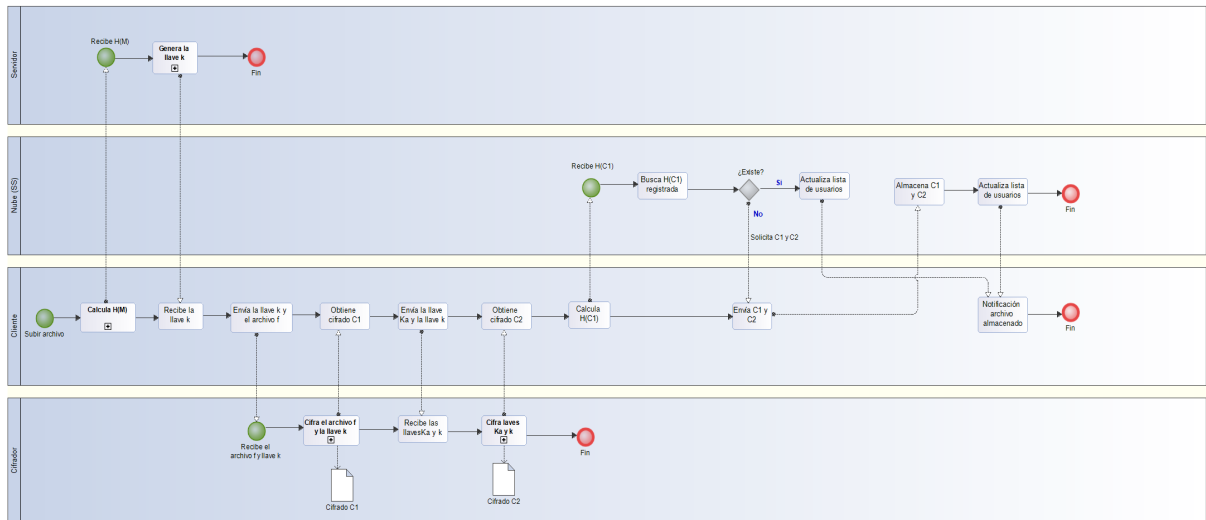 Servidor
Recibe H(M)
Genera la
llave k
Fin
Nube (SS)
Recibe H(C1)
Busca H(C1)
registrada
¿Existe?
Si
No
Solicita C1 y C2
Actualiza lista
de usuarios
Almacena C1
y C2
Actualiza lista
de usuarios
Fin
Cliente
Subir archivo
Calcula H(M)
Recibe la
llave k
Envía la llave k y
el archivo f
Obtiene
cifrado C1
Envía la llave
Ka y la llave k
Obtiene
cifrado C2
Calcula
H(C1)
Envía C1 y
C2
Notificación
archivo
almacenado
Fin
Cifrador
Recibe el
archivo f y llave k
Cifra el archivo f
y la llave k
Cifrado C1
Recibe las
llavesKa y k
Cifra laves
Ka y k
Cifrado C2
Fin